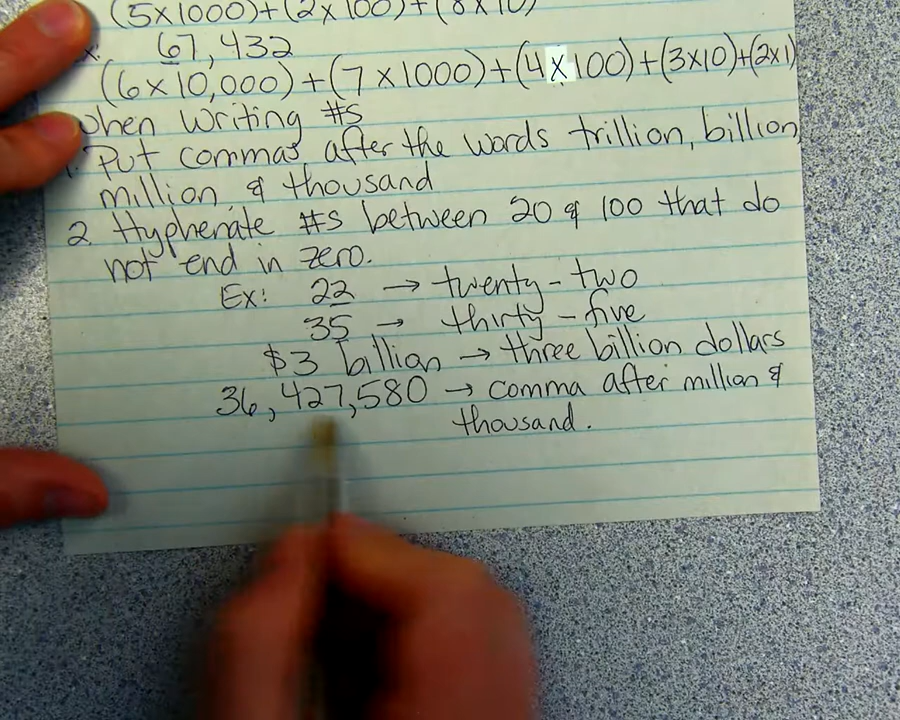 (5x1000)+(2x100)+(8x10)
x: 67,432
(6x10,000)+(7x1000)+(4x100)+(3x10)+(2x1)
When writing #s
1. Put commas after the words trillion, billion,
million, & thousand
2 Hyphenate #s between 20 & 100 that do
not end in zero.
Ex: 22 → twenty-two
35 → thirty-five
$3 billion → three billion dollars
36,427,580 → comma after million &
thousand.